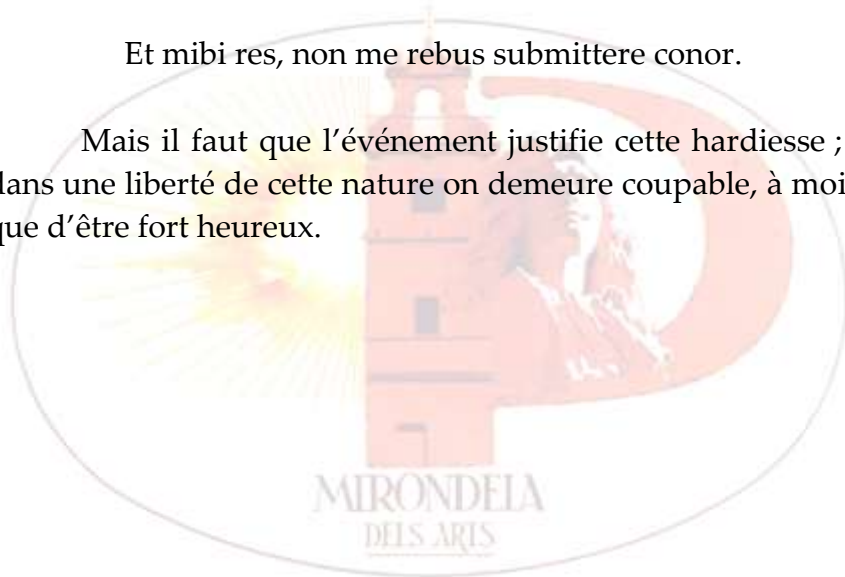 Et mibi res, non me rebus submittere conor.
Mais il faut que l’événement justifie cette hardiesse ;
dans une liberté de cette nature on demeure coupable, à moi
que d’être fort heureux.
MIRONDELA
DELS ARTS